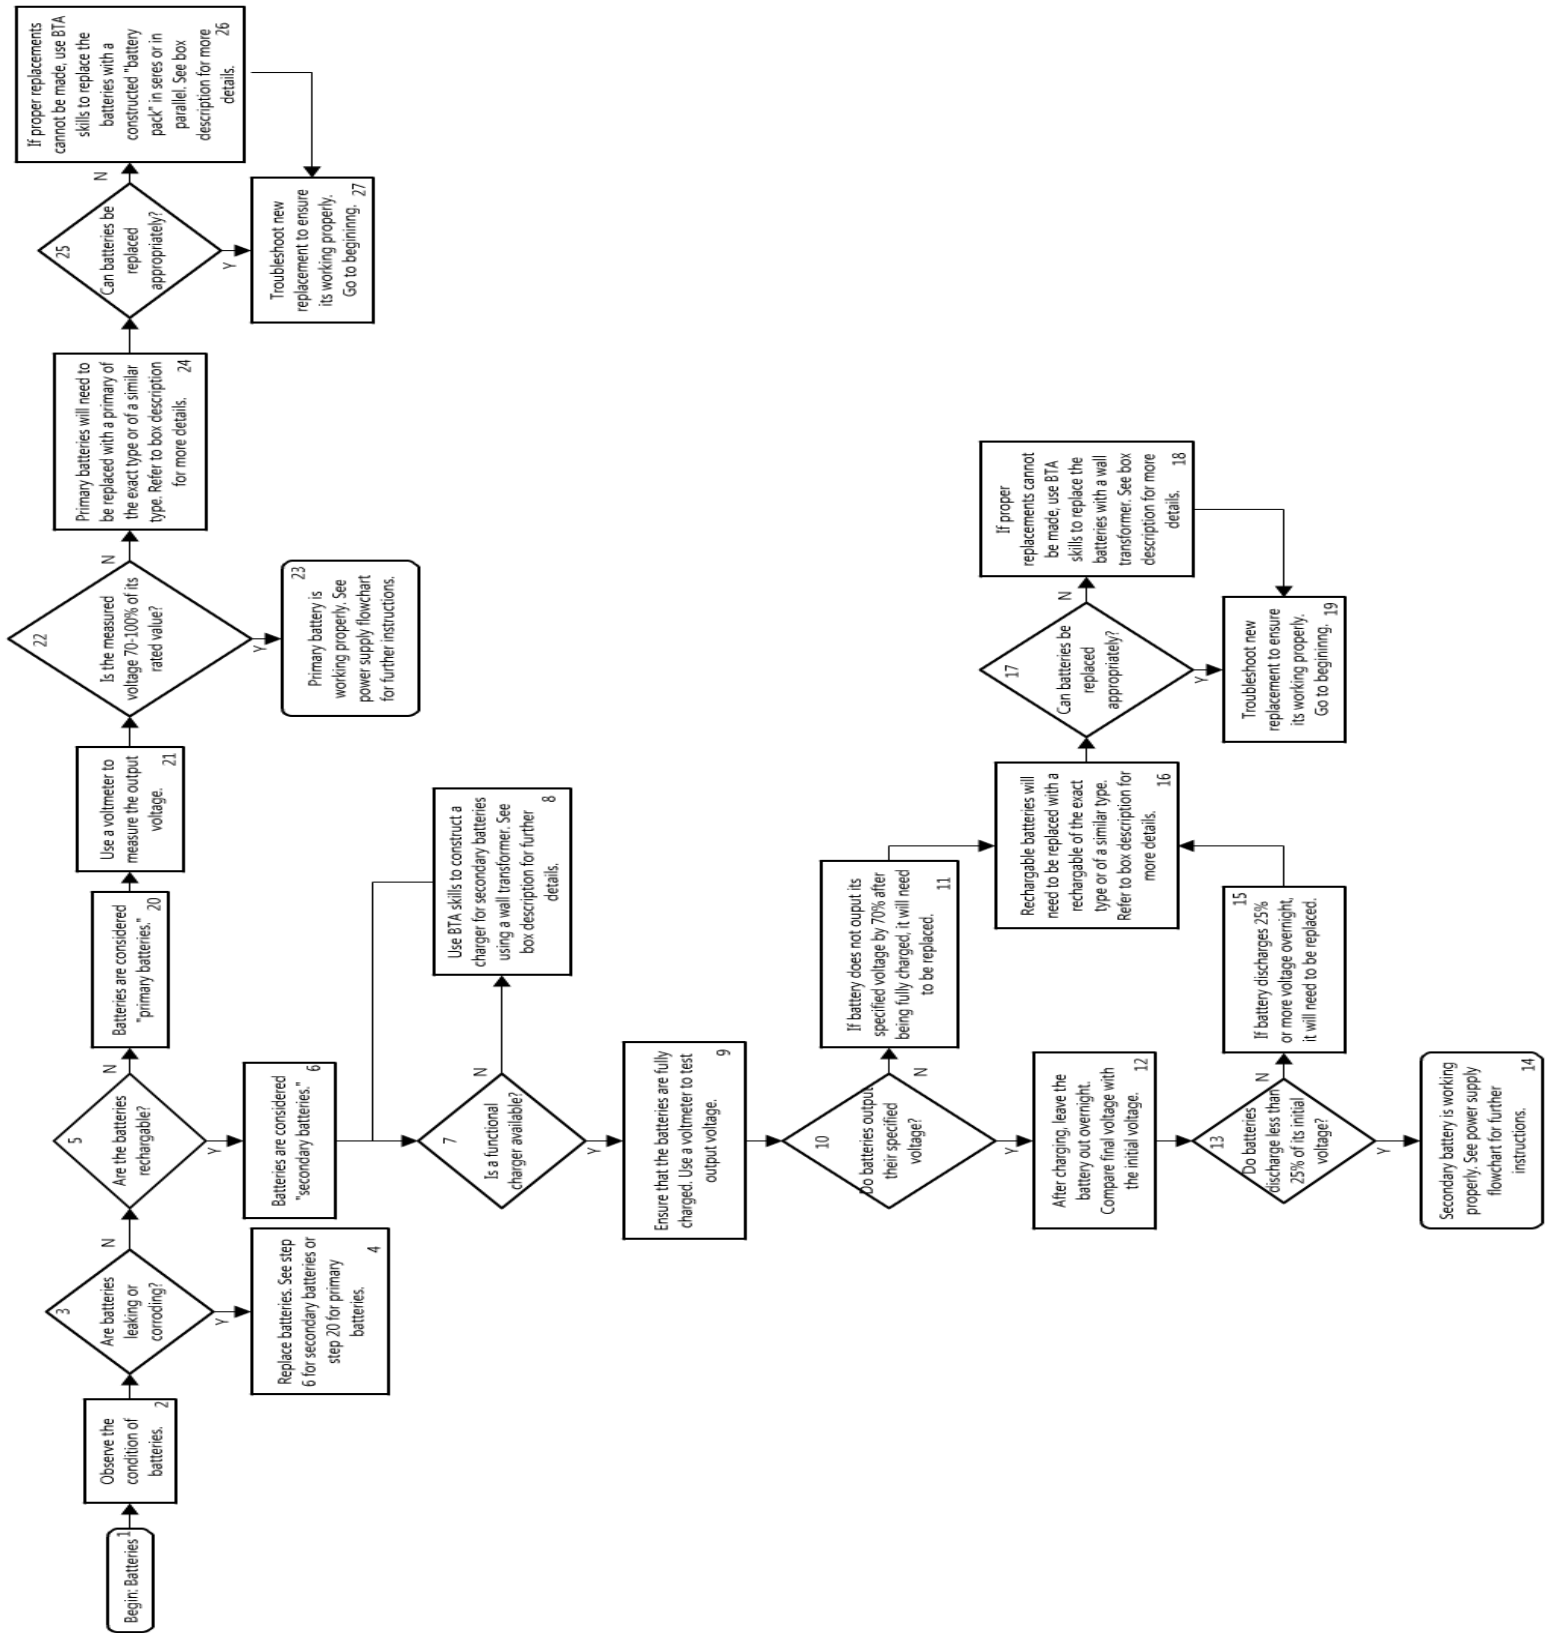 Begin: Batteries
1
Observe the
condition of
batteries.
2
3
Are batteries
leaking or
corroding?
Y
N
Replace batteries. See step
6 for secondary batteries or
step 20 for primary
batteries.
4
5
Are the batteries
rechargable?
Y
N
Batteries are considered
"secondary batteries."
6
7
Is a functional
charger available?
Y
N
Use BTA skills to construct a
charger for secondary batteries
using a wall transformer. See
box description for further
details.
8
Ensure that the batteries are fully
charged. Use a voltmeter to test
output voltage.
9
10
Do batteries output
their specified
voltage?
Y
N
If battery does not ouput its
specified voltage by 70% after
being fully charged, it will need
to be replaced.
11
After charging, leave the
battery out overnight.
Compare final voltage with
the initial voltage.
12
13
Do batteries
discharge less than
25% of its initial
voltage?
Y
N
Secondary battery is working
properly. See power supply
flowchart for further
instructions.
14
15
If battery discharges 25%
or more voltage overnight,
it will need to be replaced.
Rechargable batteries will
need to be replaced with a
rechargable of the exact
type or of a similar type.
Refer to box description for
more details.
16
17
Can batteries be
replaced
appropriately?
Y
N
If proper
replacements cannot
be made, use BTA
skills to replace the
batteries with a wall
transformer. See box
description for more
details.
18
Troubleshoot new
replacement to ensure
its working properly.
Go to begininng.
19
Batteries are considered
"primary batteries."
20
Use a voltmeter to
measure the output
voltage.
21
22
Is the measured
voltage 70-100% of its
rated value?
Y
N
23
Primary battery is
working properly. See
power supply flowchart
for further instructions.
Primary batteries will need to
be replaced with a primary of
the exact type or of a similar
type. Refer to box description
for more details.
24
25
Can batteries be
replaced
appropriately?
Y
N
If proper replacements
cannot be made, use BTA
skills to replace the
batteries with a
constructed "battery
pack" in seres or in
parallel. See box
description for more
details.
26
Troubleshoot new
replacement to ensure
its working properly.
Go to begininng.
27